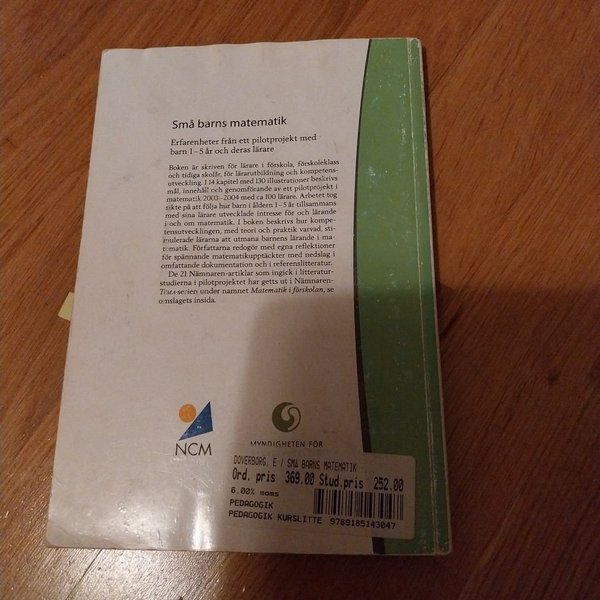 Små barns matematik
Erfarenheter från ett pilotprojekt med
barn 1–5 år och deras lärare
Boken är skriven för lärare i förskola, förskoleklass
och tidiga skolår, för lärarutbildning och kompetens-
utveckling. I 14 kapitel med 130 illustrationer beskrivs
mål, innehåll och genomförande av ett pilotprojekt i
matematik 2003–2004 med ca 100 lärare. Arbetet tog
sikte på att följa hur barn i åldern 1–5 år tillsammans
med sina lärare utvecklade intresse för och lärande
i och om matematik. I boken beskrivs hur kompe-
tensutvecklingen, med teori och praktik varvad, sti-
mulerade lärarna att utmana barnens lärande i ma-
tematik. Författarna redogör med egna reflektioner
för spännande matematikupptäckter med nedslag i
omfattande dokumentation och i referenslitteratur.
De 21 Nämnaren-artiklar som ingick i litteratur-
studierna i pilotprojektet har getts ut i Nämnaren-
TEMA-serien under namnet Matematik i förskolan, se
omslagets insida.
NCM
MYNDIGHETEN FÖR
DOVERBORG, E / SMÅ BARNS MATEMATIK ...
Ord. pris 369.00 Stud.pris 252.00
6.00% moms
PEDAGOGIK
PEDAGOGIK KURSLITTE 9789185143047